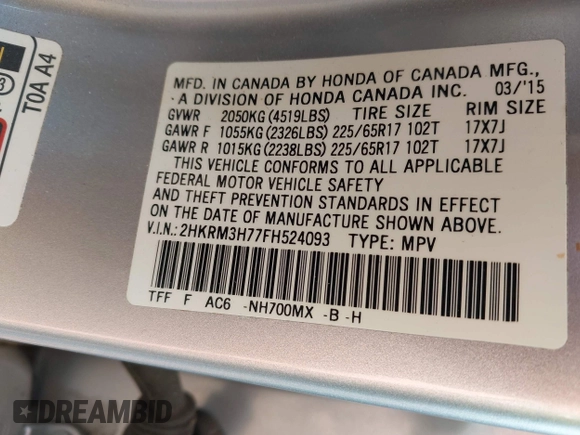 T0A A4
MFD. IN CANADA BY HONDA OF CANADA MFG.,
A DIVISION OF HONDA CANADA INC. 03/'15
GVWR 2050KG(4519LBS) TIRE SIZE RIM SIZE
GAWR F 1055KG(2326LBS) 225/65R17 102T 17X7J
GAWR R 1015KG(2238LBS) 225/65R17 102T 17X7J
THIS VEHICLE CONFORMS TO ALL APPLICABLE
FEDERAL MOTOR VEHICLE SAFETY
AND THEFT PREVENTION STANDARDS IN EFFECT
ON THE DATE OF MANUFACTURE SHOWN ABOVE.
V.I.N.: 2HKRM3H77FH524093 TYPE: MPV
TFF F AC6 -NH700MX -B -H
DREAMBID